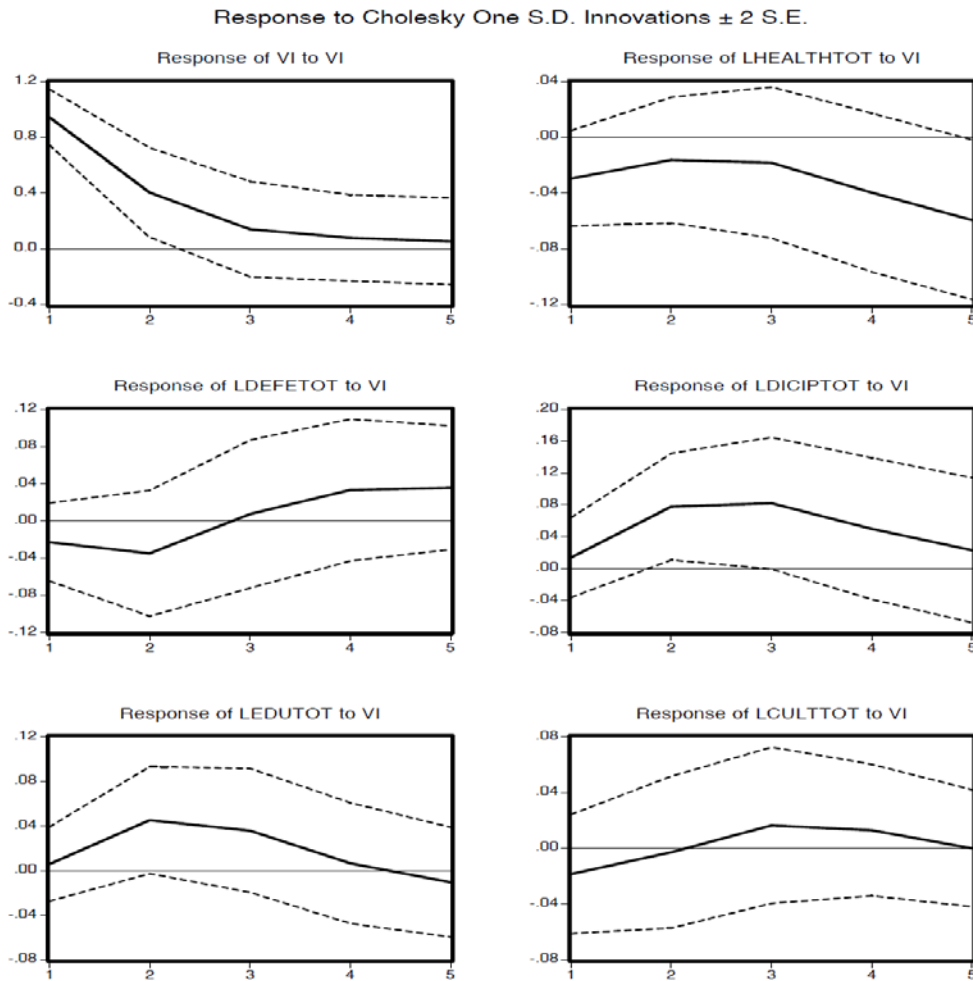 Response to Cholesky One S.D. Innovations ± 2 S.E.
Response of VI to VI
1.2
0.8
0.4
0.0
-0.4
1 2 3 4 5
Response of LHEALTHTOT to VI
.04
.00
-.04
-.08
-.12
1 2 3 4 5
Response of LDEFETOT to VI
.12
.08
.04
.00
-.04
-.08
-.12
1 2 3 4 5
Response of LDICIPTOT to VI
.20
.16
.12
.08
.04
.00
-.04
-.08
1 2 3 4 5
Response of LEDUTOT to VI
.12
.08
.04
.00
-.04
-.08
1 2 3 4 5
Response of LCULTTOT to VI
.08
.04
.00
-.04
-.08
1 2 3 4 5